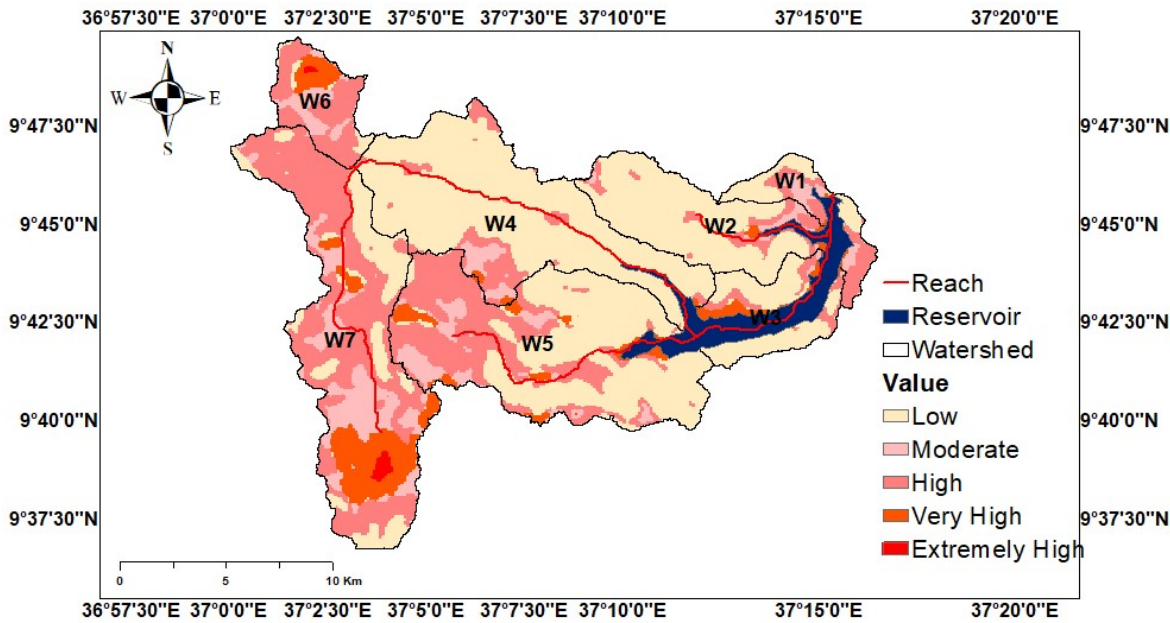 36°57'30"E 37°0'0"E 37°2'30"E 37°5'0"E 37°7'30"E 37°10'0"E 37°15'0"E 37°20'0"E
N
W E
S
9°47'30"N 9°47'30"N
9°45'0"N 9°45'0"N
9°42'30"N 9°42'30"N
9°40'0"N 9°40'0"N
9°37'30"N 9°37'30"N
W6
W1
W2
W4
W3
W5
W7
Reach
Reservoir
Watershed
Value
Low
Moderate
High
Very High
Extremely High
0 5 10 Km
36°57'30"E 37°0'0"E 37°2'30"E 37°5'0"E 37°7'30"E 37°10'0"E 37°15'0"E 37°20'0"E